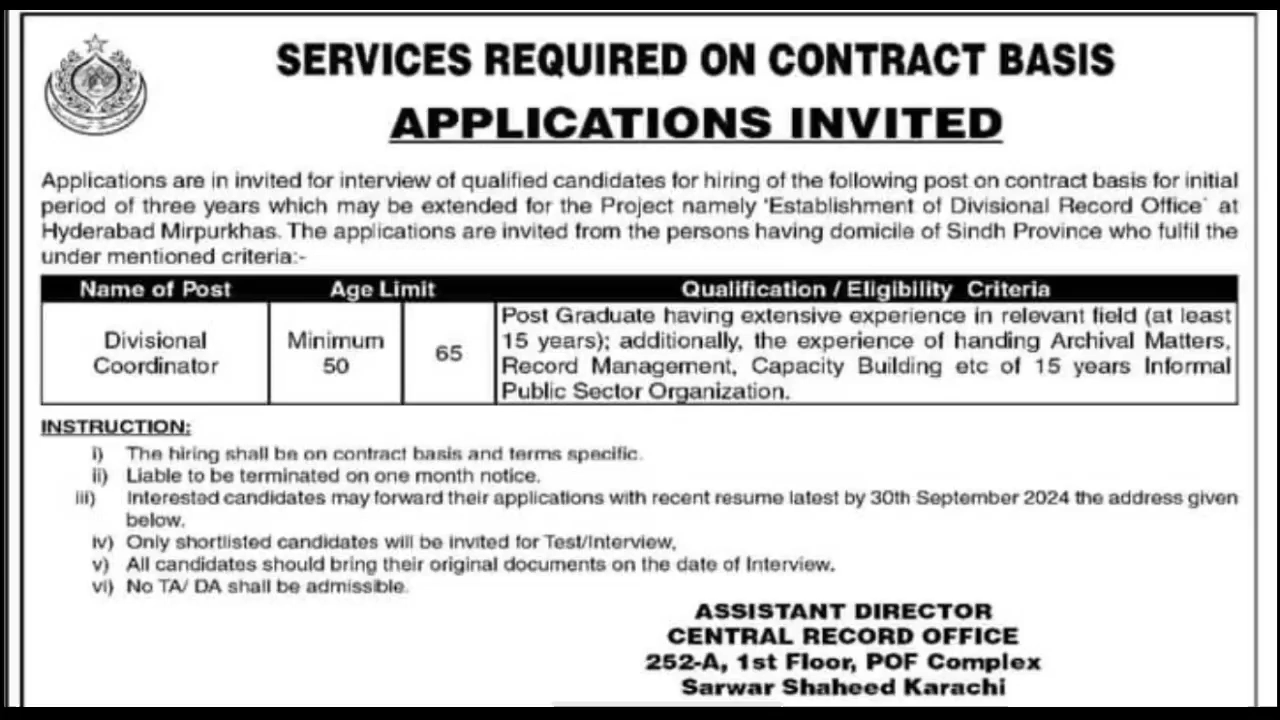 SERVICES REQUIRED ON CONTRACT BASIS
APPLICATIONS INVITED
Applications are in invited for interview of qualified candidates for hiring of the following post on contract basis for initial
period of three years which may be extended for the Project namely ‘Establishment of Divisional Record Office` at
Hyderabad Mirpurkhas. The applications are invited from the persons having domicile of Sindh Province who fulfil the
under mentioned criteria:-
Name of Post Age Limit Qualification / Eligibility Criteria
Divisional
Coordinator
Minimum
50
65
Post Graduate having extensive experience in relevant field (at least
15 years); additionally, the experience of handing Archival Matters,
Record Management, Capacity Building etc of 15 years Informal
Public Sector Organization.
INSTRUCTION:
i) The hiring shall be on contract basis and terms specific.
ii) Liable to be terminated on one month notice.
iii) Interested candidates may forward their applications with recent resume latest by 30th September 2024 the address given
below.
iv) Only shortlisted candidates will be invited for Test/Interview,
v) All candidates should bring their original documents on the date of Interview.
vi) No TA/ DA shall be admissible.
ASSISTANT DIRECTOR
CENTRAL RECORD OFFICE
252-A, 1st Floor, POF Complex
Sarwar Shaheed Karachi